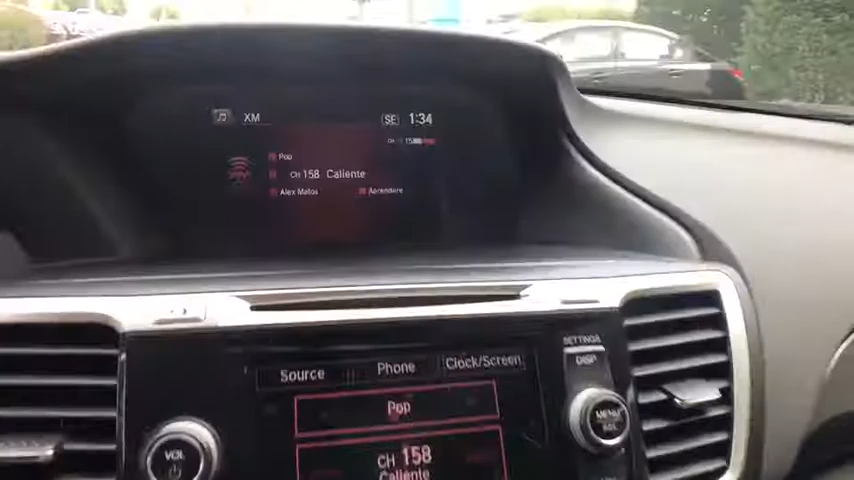 XM SE 1:34
Pop
CH 158 Caliente
Alex Matos Aprendere
SETTINGS
Source Phone Clock/Screen
DISP
Pop
MENU
VOL
CH 158
Caliente